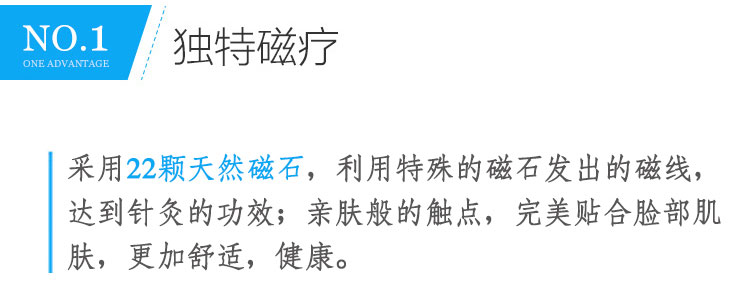 NO.1
ONE ADVANTAGE
独特磁疗
采用22颗天然磁石，利用特殊的磁石发出的磁线，
达到针灸的功效；亲肤般的触点，完美贴合脸部肌
肤，更加舒适，健康。